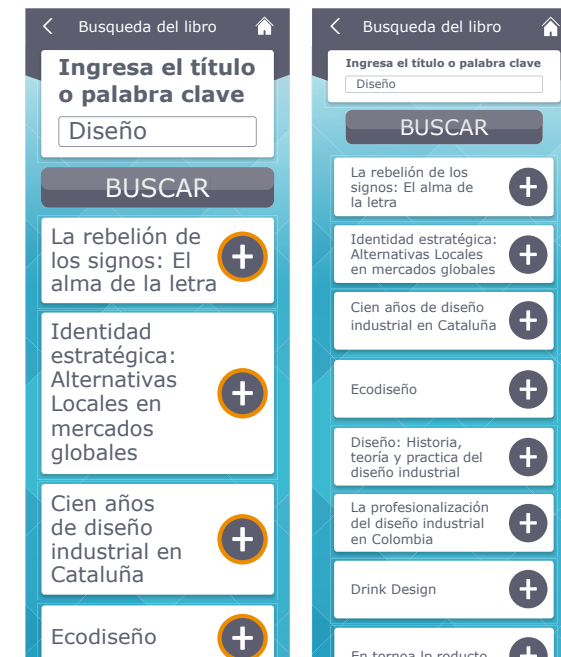 Busqueda del libro
Ingresa el título
o palabra clave
Diseño
BUSCAR
La rebelión de
los signos: El
alma de la letra
Identidad
estratégica:
Alternativas
Locales en
mercados
globales
Cien años
de diseño
industrial en
Cataluña
Ecodiseño
Busqueda del libro
Ingresa el título o palabra clave
Diseño
BUSCAR
La rebelión de los
signos: El alma de
la letra
Identidad estratégica:
Alternativas Locales
en mercados globales
Cien años de diseño
industrial en Cataluña
Ecodiseño
Diseño: Historia,
teoría y practica del
diseño industrial
La profesionalización
del diseño industrial
en Colombia
Drink Design
En tornoa